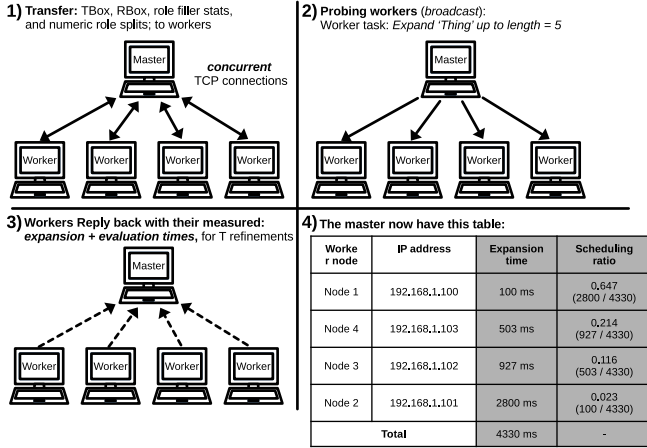 1) Transfer: TBox, RBox, role filler stats,
and numeric role splits; to workers
Master
concurrent
TCP connections
Worker Worker Worker Worker
2) Probing workers (broadcast):
Worker task: Expand ‘Thing’ up to length = 5
Master
Worker Worker Worker Worker
3) Workers Reply back with their measured:
expansion + evaluation times, for T refinements
Master
Worker Worker Worker Worker
4) The master now have this table:
Worke
r node IP address Expansion
time Scheduling
ratio
Node 1 192.168.1.100 100 ms 0.647
(2800 / 4330)
Node 4 192.168.1.103 503 ms 0.214
(927 / 4330)
Node 3 192.168.1.102 927 ms 0.116
(503 / 4330)
Node 2 192.168.1.101 2800 ms 0.023
(100 / 4330)
Total 4330 ms -